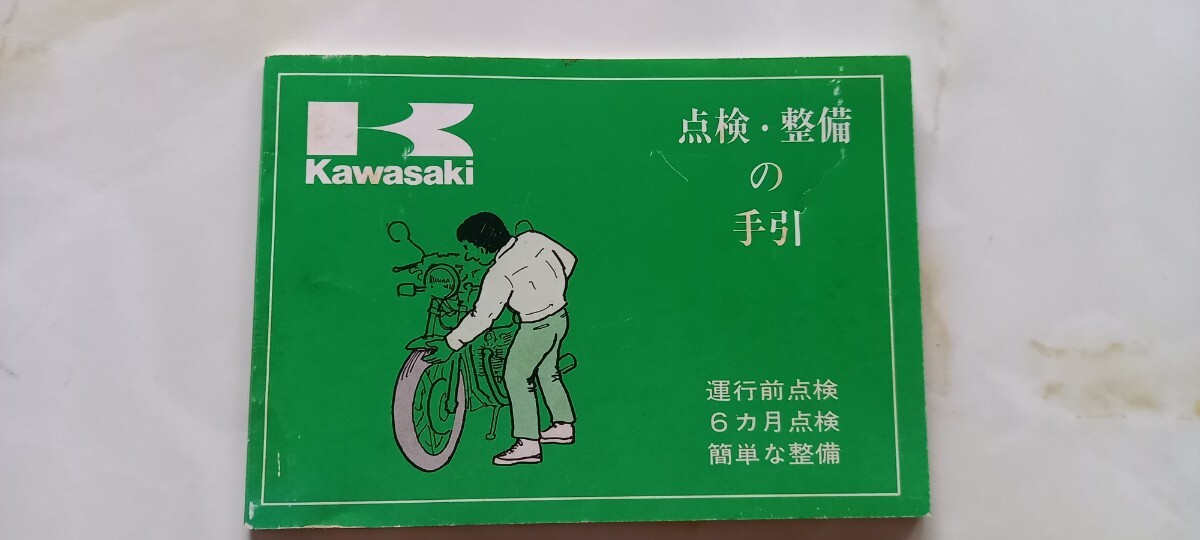 Kawasaki
点検・整備
の
手引
運行前点検
6カ月点検
簡単な整備